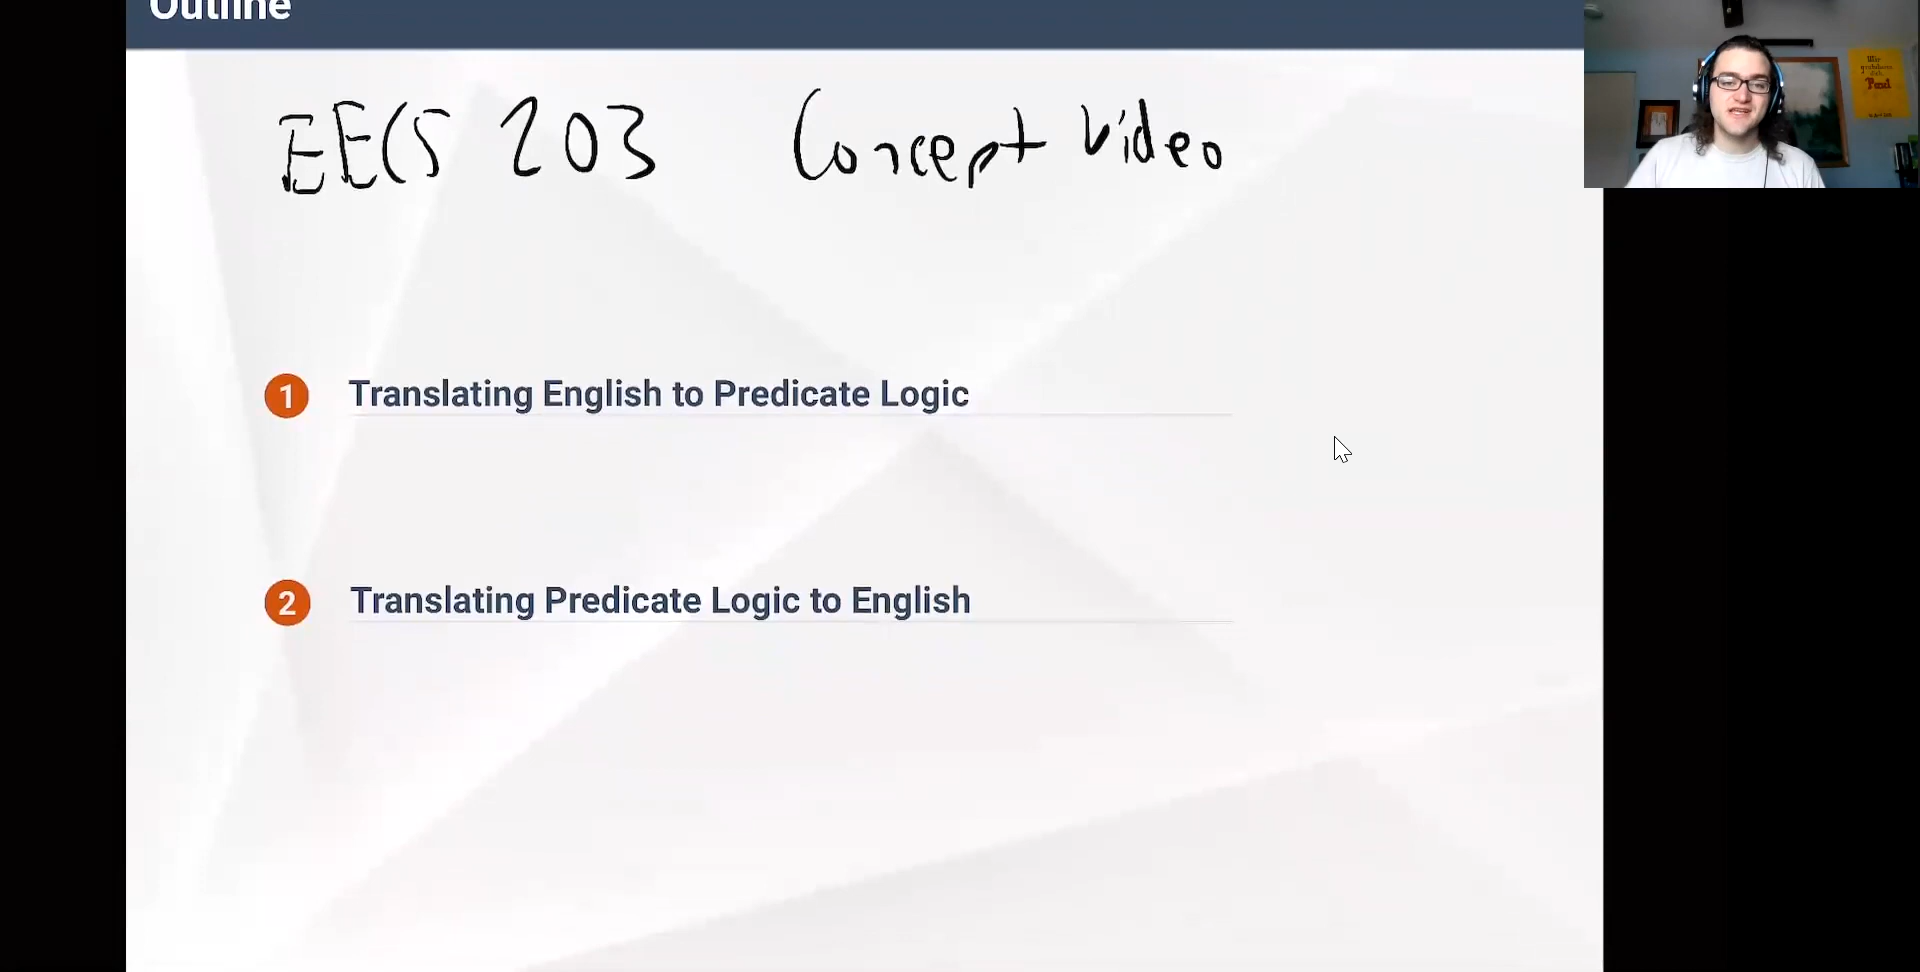 Outline
EECS 203 Concept Video
1 Translating English to Predicate Logic
2 Translating Predicate Logic to English